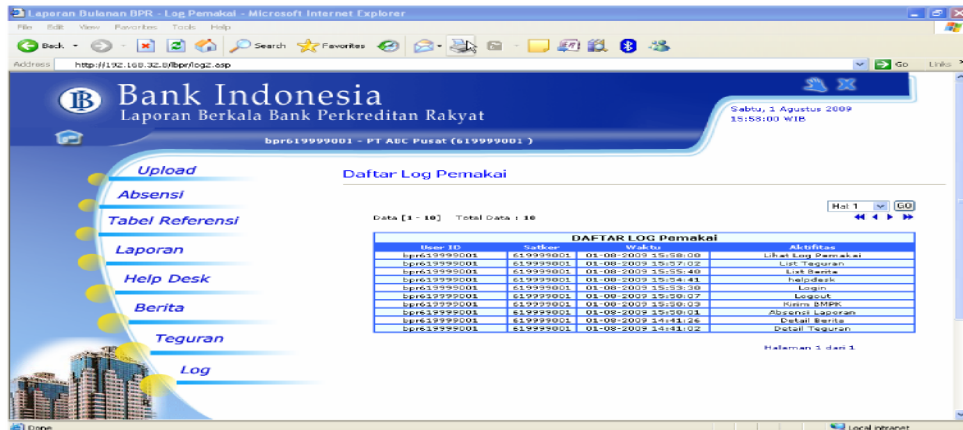 Laporan Bulanan BPR - Log Pemakai - Microsoft Internet Explorer
File Edit View Favorites Tools Help
Back Search Favorites
Address http://192.168.32.8/lbpr/log2.asp Go Links
Bank Indonesia
Laporan Berkala Bank Perkreditan Rakyat
Sabtu, 1 Agustus 2009
15:58:00 WIB
bpr619999001 - PT ABC Pusat (619999001 )
Upload
Absensi
Tabel Referensi
Laporan
Help Desk
Berita
Teguran
Log
Daftar Log Pemakai
Hal 1 GO
Data [1 - 10] Total Data : 10
DAFTAR LOG Pemakai
User ID Satker Waktu Aktifitas
bpr619999001 619999001 01-08-2009 15:58:00 Lihat Log Pemakai
bpr619999001 619999001 01-08-2009 15:57:02 List Teguran
bpr619999001 619999001 01-08-2009 15:55:40 List Berita
bpr619999001 619999001 01-08-2009 15:54:41 helpdesk
bpr619999001 619999001 01-08-2009 15:53:38 Login
bpr619999001 619999001 01-08-2009 15:50:07 Logout
bpr619999001 619999001 01-08-2009 15:50:03 Kirim BMPK
bpr619999001 619999001 01-08-2009 15:50:01 Absensi Laporan
bpr619999001 619999001 01-08-2009 14:41:26 Detail Berita
bpr619999001 619999001 01-08-2009 14:41:02 Detail Teguran
Halaman 1 dari 1
Done Local intranet